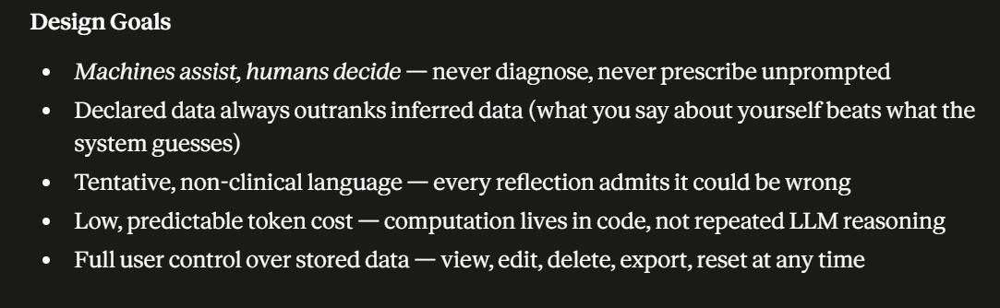 Design Goals
Machines assist, humans decide — never diagnose, never prescribe unprompted
Declared data always outranks inferred data (what you say about yourself beats what the
system guesses)
Tentative, non-clinical language — every reflection admits it could be wrong
Low, predictable token cost — computation lives in code, not repeated LLM reasoning
Full user control over stored data — view, edit, delete, export, reset at any time